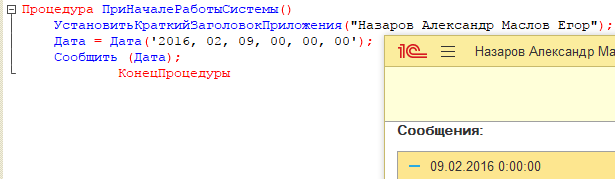 Процедура ПриНачалеРаботыСистемы()
УстановитьКраткийЗаголовокПриложения("Назаров Александр Маслов Егор");
Дата = Дата('2016, 02, 09, 00, 00, 00');
Сообщить (Дата);
КонецПроцедуры
1С Назаров Александр Ма
Сообщения:
09.02.2016 0:00:00